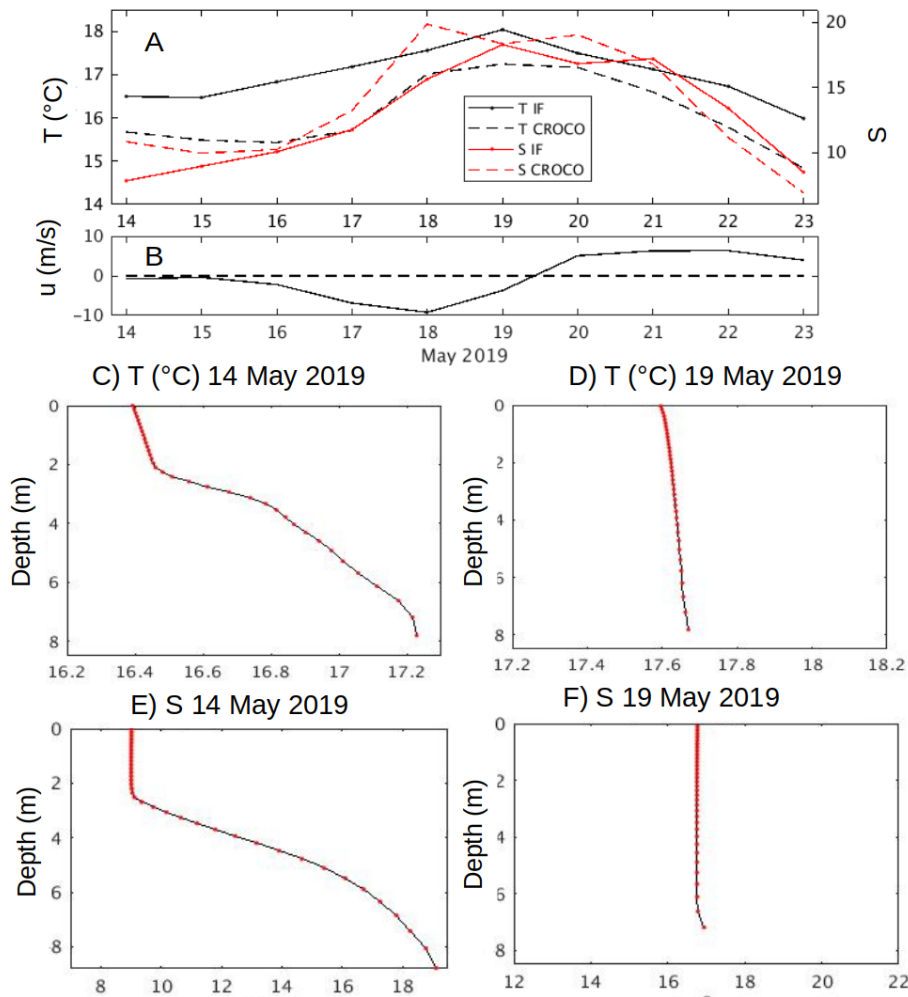 A
T (°C)
18
17
16
15
14
20
15
10
S
T IF
T CROCO
S IF
S CROCO
14 15 16 17 18 19 20 21 22 23
B
u (m/s)
10
0
-10
14 15 16 17 18 19 20 21 22 23
May 2019
C) T (°C) 14 May 2019
D) T (°C) 19 May 2019
Depth (m)
0
2
4
6
8
16.2 16.4 16.6 16.8 17 17.2
Depth (m)
0
2
4
6
8
17.2 17.4 17.6 17.8 18 18.2
E) S 14 May 2019
F) S 19 May 2019
Depth (m)
0
2
4
6
8
8 10 12 14 16 18
Depth (m)
0
2
4
6
8
12 14 16 18 20 22